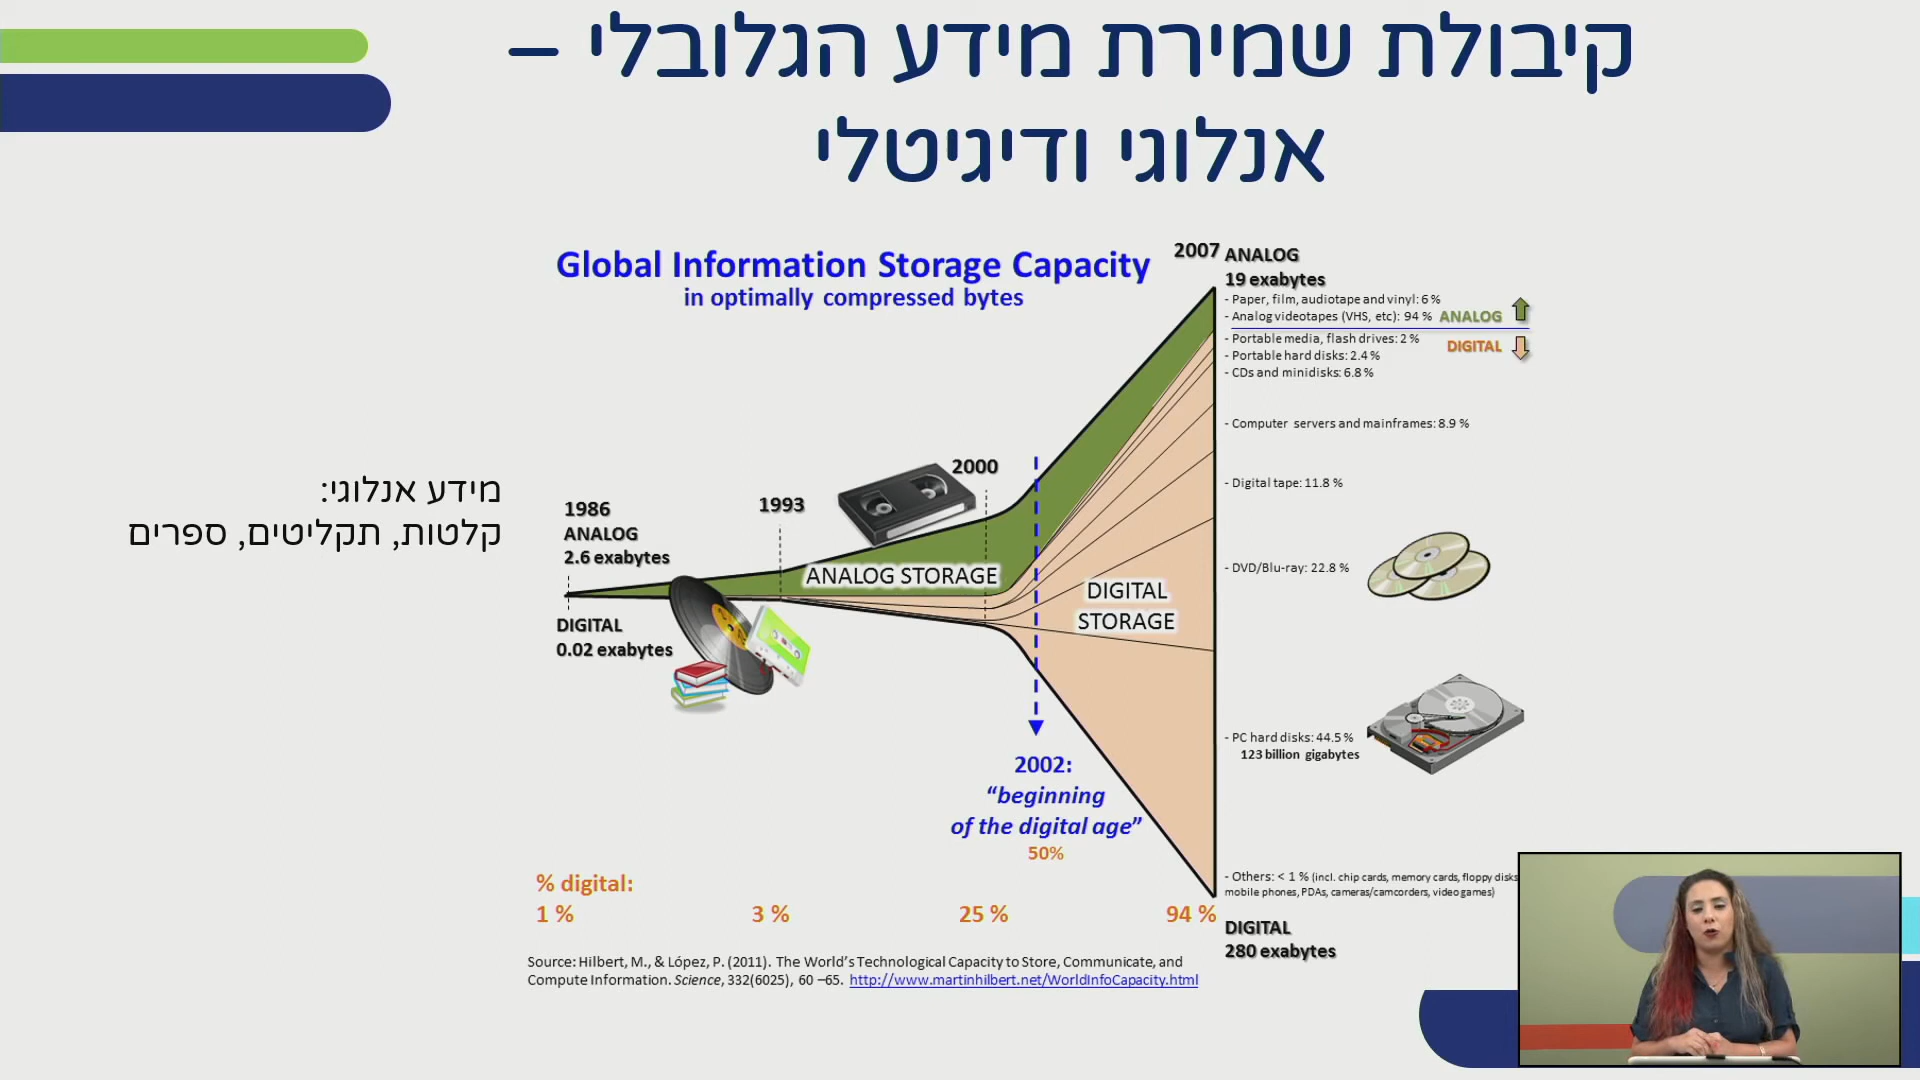 קיבולת שמירת מידע הגלובלי –
אנלוגי ודיגיטלי
מידע אנלוגי:
קלטות, תקליטים, ספרים
Global Information Storage Capacity
in optimally compressed bytes
1986
ANALOG
2.6 exabytes
DIGITAL
0.02 exabytes
1993
2000
ANALOG STORAGE
DIGITAL
STORAGE
2002:
“beginning
of the digital age”
50%
2007
ANALOG
19 exabytes
- Paper, film, audiotape and vinyl: 6 %
- Analog videotapes (VHS, etc): 94 %
ANALOG
DIGITAL
- Portable media, flash drives: 2 %
- Portable hard disks: 2.4 %
- CDs and minidisks: 6.8 %
- Computer servers and mainframes: 8.9 %
- Digital tape: 11.8 %
- DVD/Blu-ray: 22.8 %
- PC hard disks: 44.5 %
123 billion gigabytes
- Others: < 1 % (incl. chip cards, memory cards, floppy disks
mobile phones, PDAs, cameras/camcorders, video games)
DIGITAL
280 exabytes
% digital:
1 %
3 %
25 %
94 %
Source: Hilbert, M., & López, P. (2011). The World’s Technological Capacity to Store, Communicate, and
Compute Information. Science, 332(6025), 60 –65. http://www.martinhilbert.net/WorldInfoCapacity.html